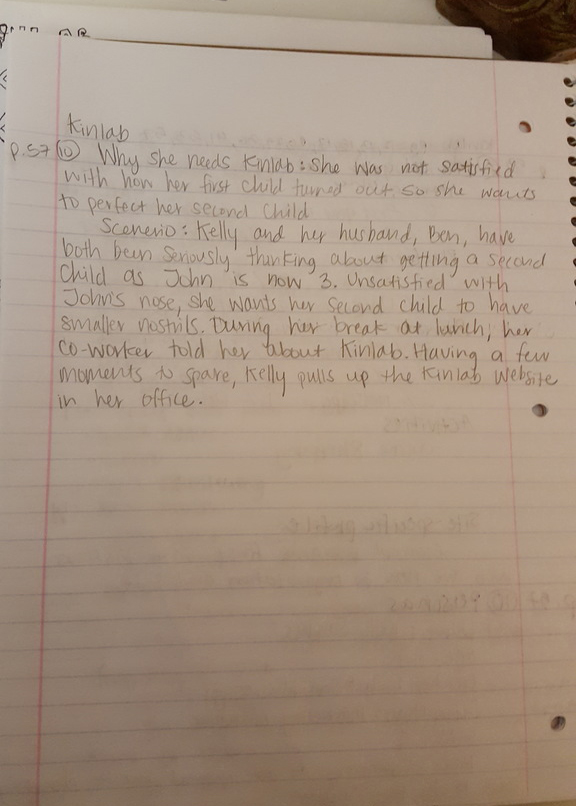 Kinlab
p.57 10 Why she needs Kinlab: She was not satisfied
with how her first child turned out so she wants
to perfect her second child
Scenerio: Kelly and her husband, Ben, have
both been seriously thinking about getting a second
child as John is now 3. Unsatisfied with
John's nose, she wants her second child to have
smaller nostrils. During her break at lunch, her
co-worker told her about Kinlab. Having a few
moments to spare, Kelly pulls up the Kinlab website
in her office.